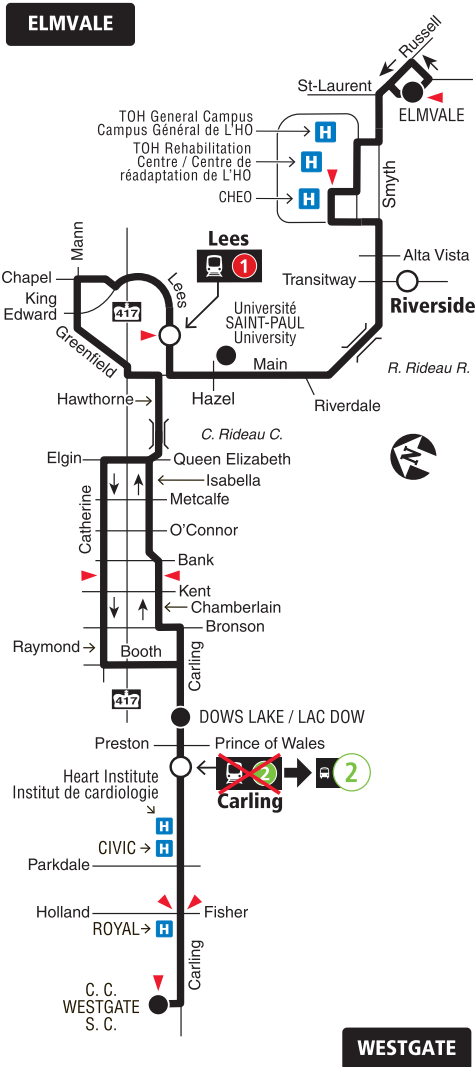 ELMVALE
Russell
St-Laurent
ELMVALE
TOH General Campus
Campus Général de L'HO
H
TOH Rehabilitation
Centre / Centre de
réadaptation de L'HO
H
CHEO
H
Smyth
Mann
Lees
1
Alta Vista
Chapel
Transitway
King
Edward
Lees
417
Riverside
Université
SAINT-PAUL
University
Greenfield
Main
R. Rideau R.
Hawthorne
Hazel
Riverdale
C. Rideau C.
N
Elgin
Queen Elizabeth
Isabella
Catherine
Metcalfe
O'Connor
Bank
Kent
Chamberlain
Bronson
Raymond
Booth
Carling
417
DOWS LAKE / LAC DOW
Preston
Prince of Wales
2
2
Carling
Heart Institute
Institut de cardiologie
H
CIVIC
H
Parkdale
Holland
Fisher
ROYAL
H
Carling
C. C.
WESTGATE
S. C.
WESTGATE